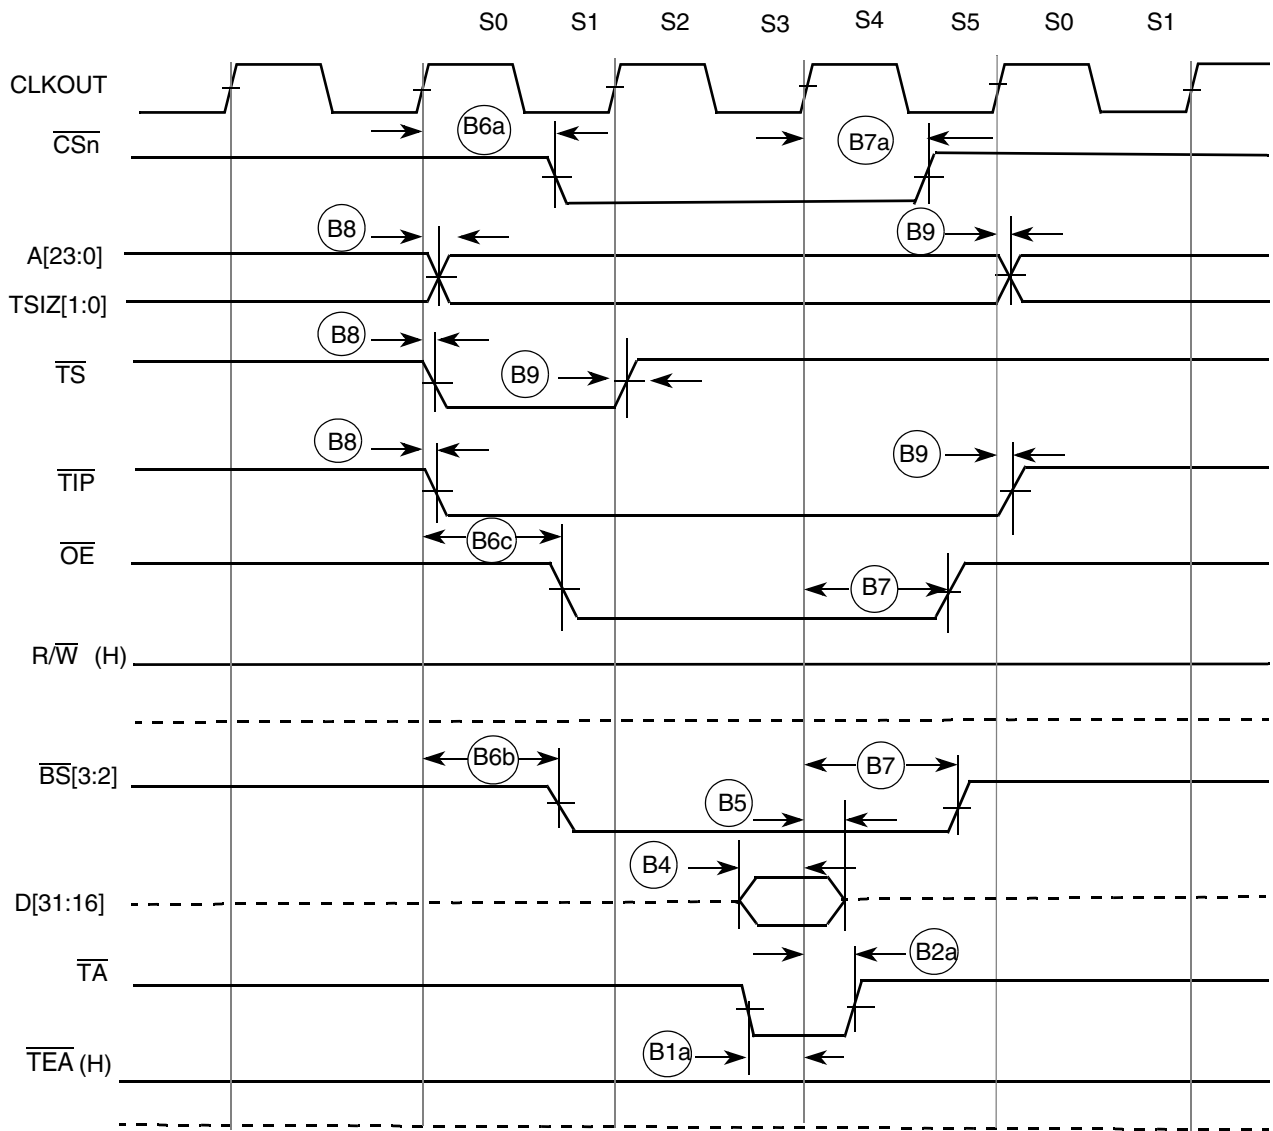 S0 S1 S2 S3 S4 S5 S0 S1
CLKOUT
B6a
CSn
B7a
B8
B9
A[23:0]
TSIZ[1:0]
B8
TS
B9
B8
B9
TIP
B6c
OE
B7
R/W (H)
B6b
B7
BS[3:2]
B5
B4
D[31:16]
B2a
TA
B1a
TEA (H)